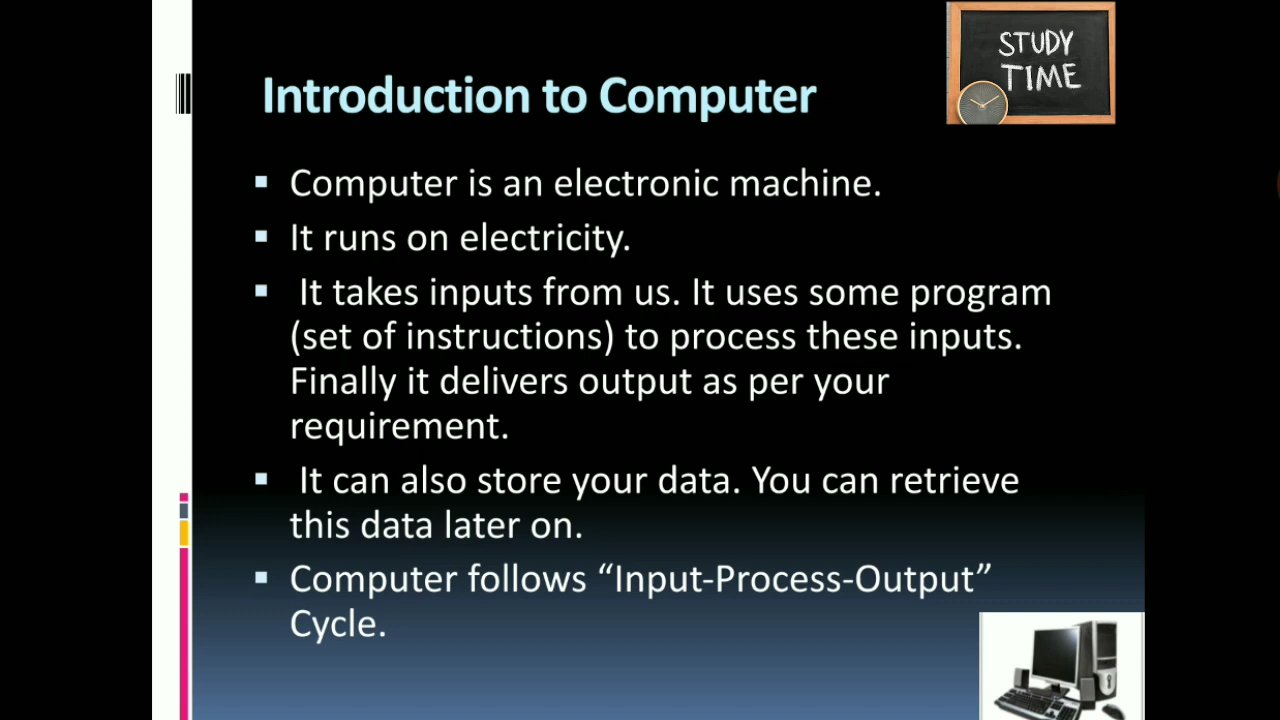 STUDY
TIME
Introduction to Computer
▪ Computer is an electronic machine.
▪ It runs on electricity.
▪ It takes inputs from us. It uses some program
(set of instructions) to process these inputs.
Finally it delivers output as per your
requirement.
▪ It can also store your data. You can retrieve
this data later on.
▪ Computer follows “Input-Process-Output”
Cycle.